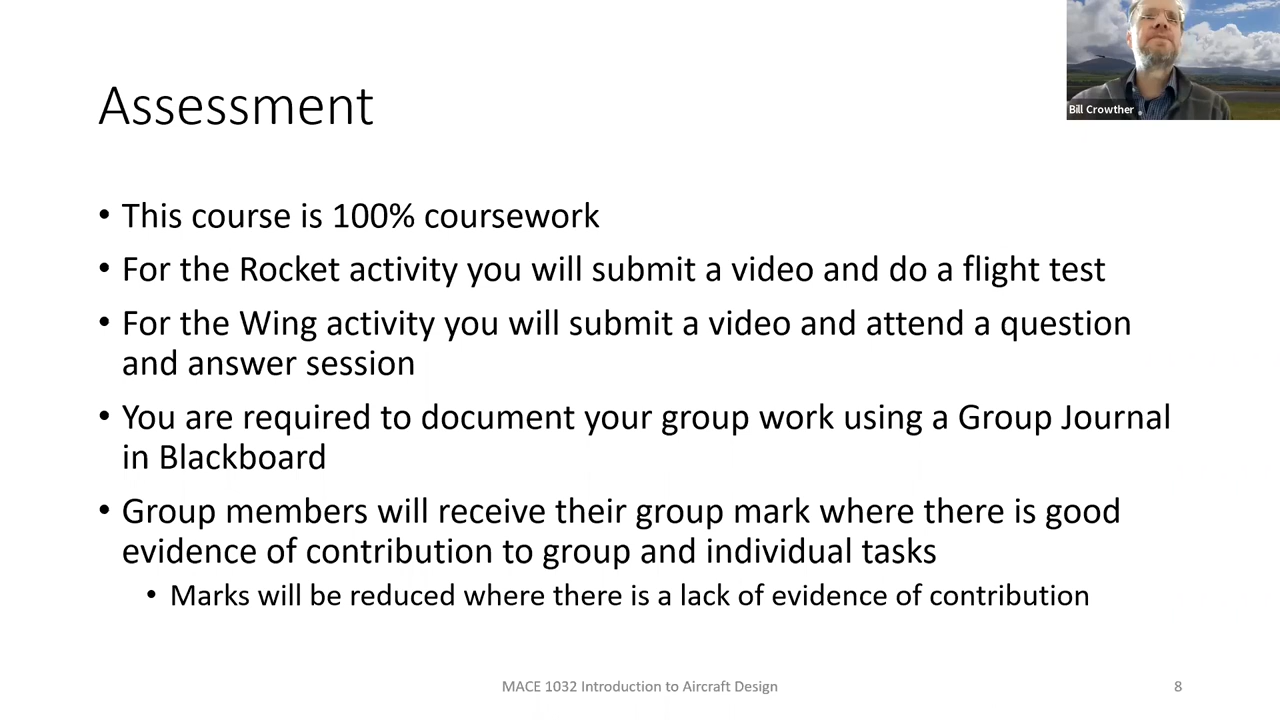 Bill Crowther
Assessment
• This course is 100% coursework
• For the Rocket activity you will submit a video and do a flight test
• For the Wing activity you will submit a video and attend a question
and answer session
• You are required to document your group work using a Group Journal
in Blackboard
• Group members will receive their group mark where there is good
evidence of contribution to group and individual tasks
• Marks will be reduced where there is a lack of evidence of contribution
MACE 1032 Introduction to Aircraft Design
8